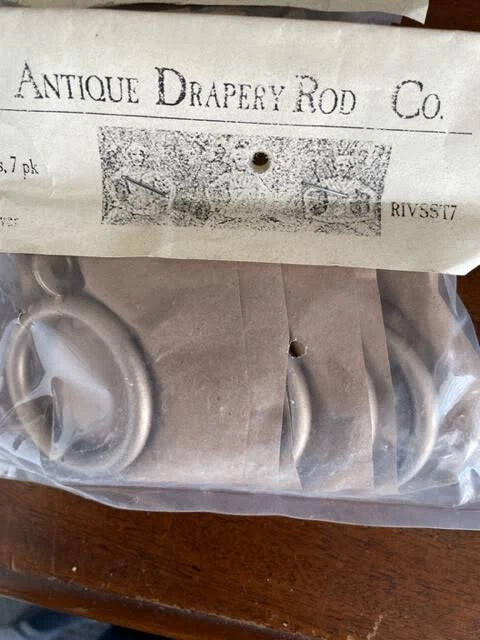 ANTIQUE DRAPERY ROD CO.
s, 7 pk
RIVSST7
ver